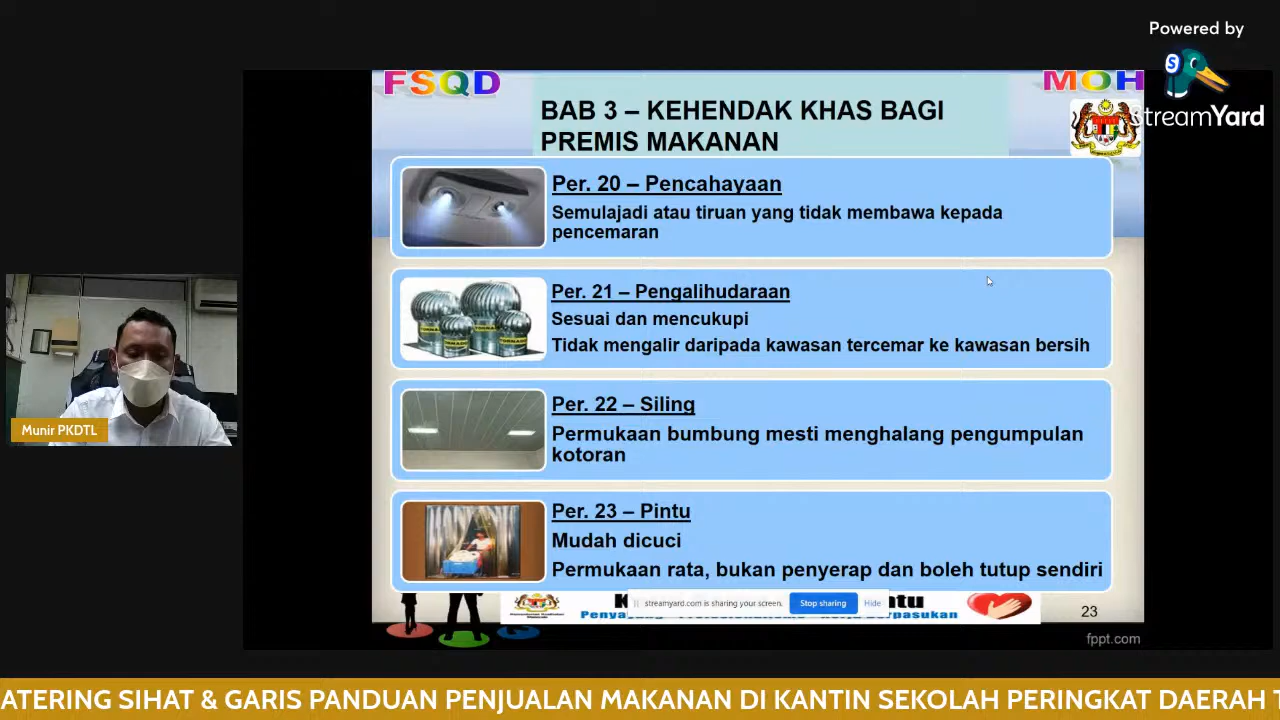 Powered by
StreamYard
FSQD
MOH
BAB 3 – KEHENDAK KHAS BAGI
PREMIS MAKANAN
Per. 20 – Pencahayaan
Semulajadi atau tiruan yang tidak membawa kepada
pencemaran
Per. 21 – Pengalihudaraan
Sesuai dan mencukupi
Tidak mengalir daripada kawasan tercemar ke kawasan bersih
Per. 22 – Siling
Permukaan bumbung mesti menghalang pengumpulan
kotoran
Per. 23 – Pintu
Mudah dicuci
Permukaan rata, bukan penyerap dan boleh tutup sendiri
Munir PKDTL
streamyard.com is sharing your screen.
Stop sharing
Hide
23
fppt.com
ATERING SIHAT & GARIS PANDUAN PENJUALAN MAKANAN DI KANTIN SEKOLAH PERINGKAT DAERAH